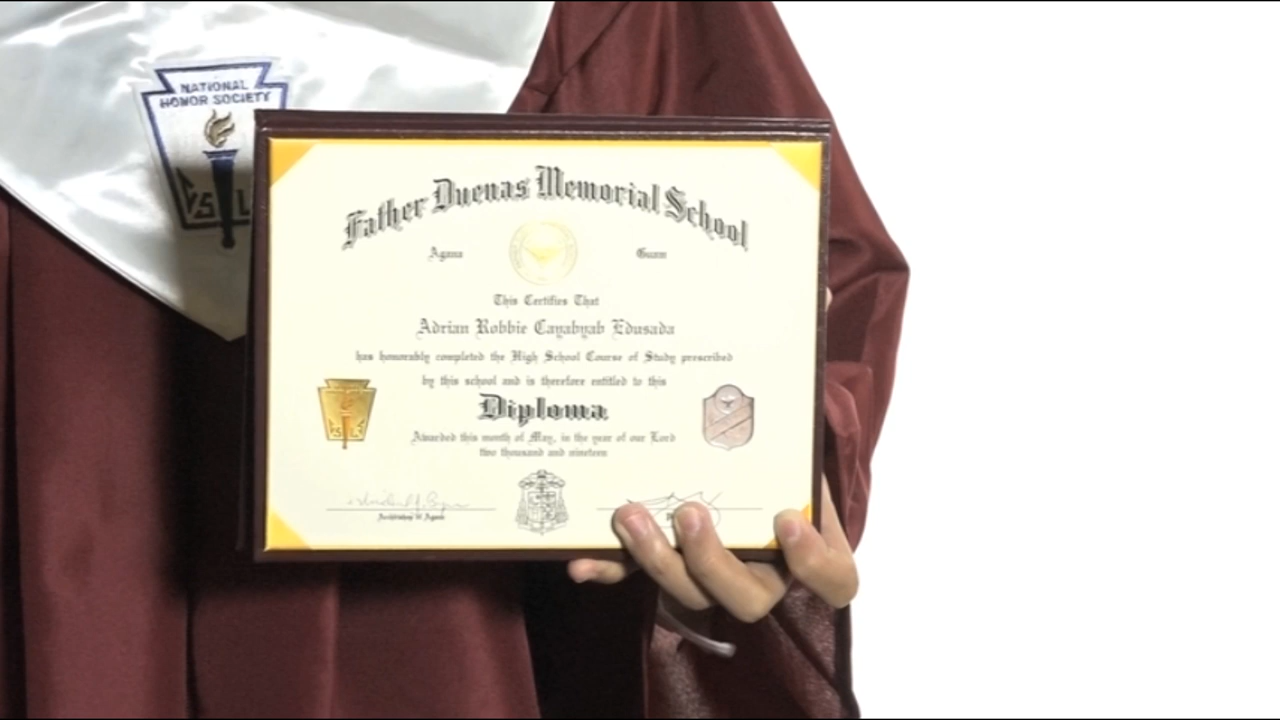 NATIONAL
HONOR SOCIETY
Father Duenas Memorial School
Agana Guam
This Certifies That
Adrian Robbie Cayabyab Edusada
has honorably completed the High School Course of Study prescribed
by this school and is therefore entitled to this
Diploma
Awarded this month of May, in the year of our Lord
two thousand and nineteen
Archbishop of Agana